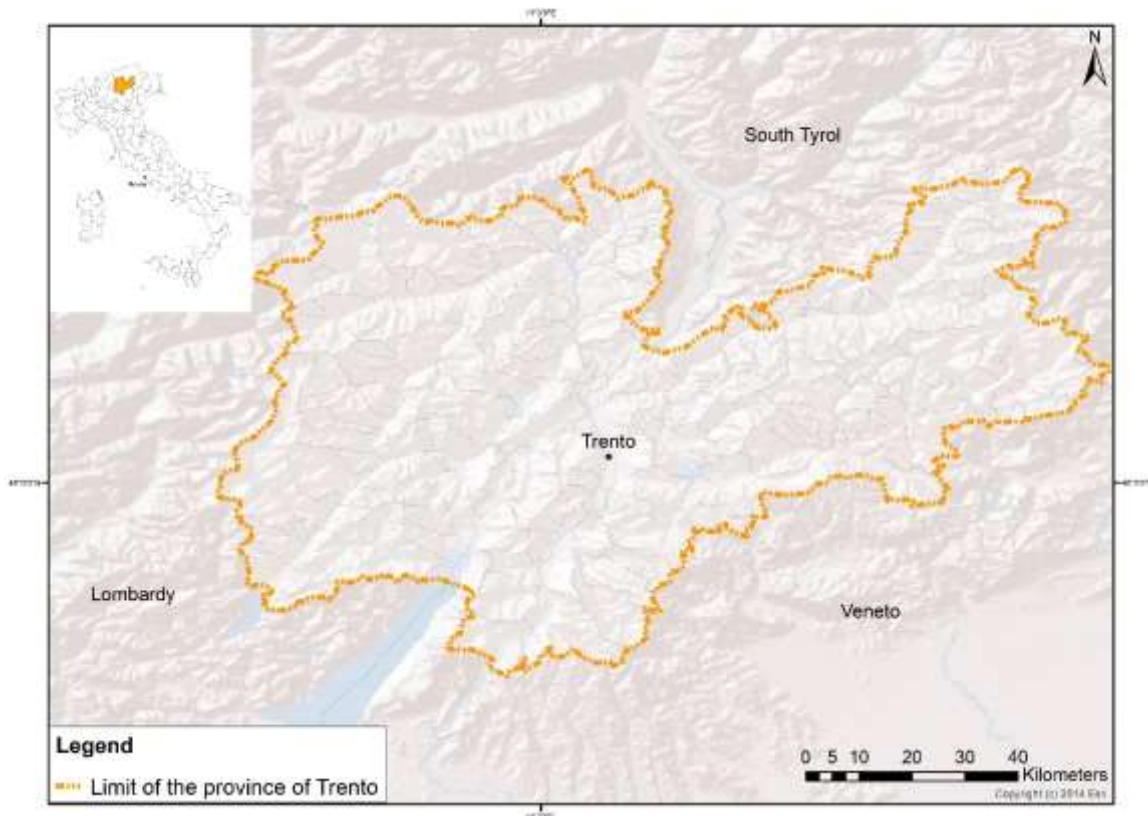 N
South Tyrol
Trento
Lombardy
Veneto
Legend
Limit of the province of Trento
0 5 10 20 30 40
Kilometers
Copyright (c) 2014 Esri